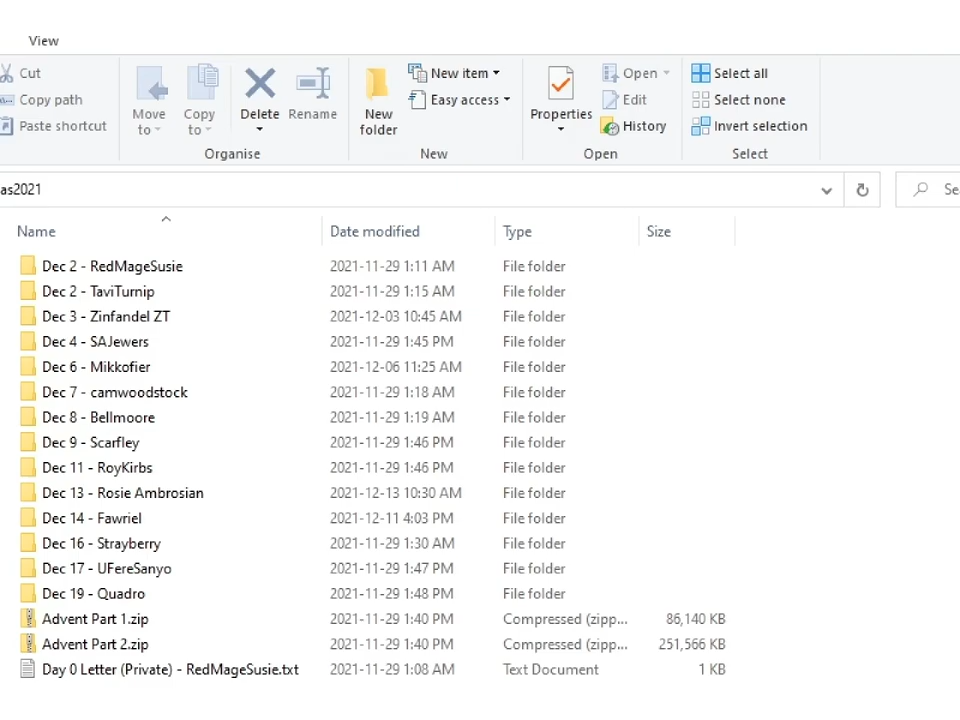 View
Cut
Copy path
Paste shortcut
Move to
Copy to
Delete
Rename
Organise
New folder
New item
Easy access
New
Properties
Open
Edit
History
Open
Select all
Select none
Invert selection
Select
as2021
Se
Name Date modified Type Size
Dec 2 - RedMageSusie 2021-11-29 1:11 AM File folder
Dec 2 - TaviTurnip 2021-11-29 1:15 AM File folder
Dec 3 - Zinfandel ZT 2021-12-03 10:45 AM File folder
Dec 4 - SAJewers 2021-11-29 1:45 PM File folder
Dec 6 - Mikkofier 2021-12-06 11:25 AM File folder
Dec 7 - camwoodstock 2021-11-29 1:18 AM File folder
Dec 8 - Bellmoore 2021-11-29 1:19 AM File folder
Dec 9 - Scarfley 2021-11-29 1:46 PM File folder
Dec 11 - RoyKirbs 2021-11-29 1:46 PM File folder
Dec 13 - Rosie Ambrosian 2021-12-13 10:30 AM File folder
Dec 14 - Fawriel 2021-12-11 4:03 PM File folder
Dec 16 - Strayberry 2021-11-29 1:30 AM File folder
Dec 17 - UFereSanyo 2021-11-29 1:47 PM File folder
Dec 19 - Quadro 2021-11-29 1:48 PM File folder
Advent Part 1.zip 2021-11-29 1:40 PM Compressed (zipp... 86,140 KB
Advent Part 2.zip 2021-11-29 1:40 PM Compressed (zipp... 251,566 KB
Day 0 Letter (Private) - RedMageSusie.txt 2021-11-29 1:08 AM Text Document 1 KB